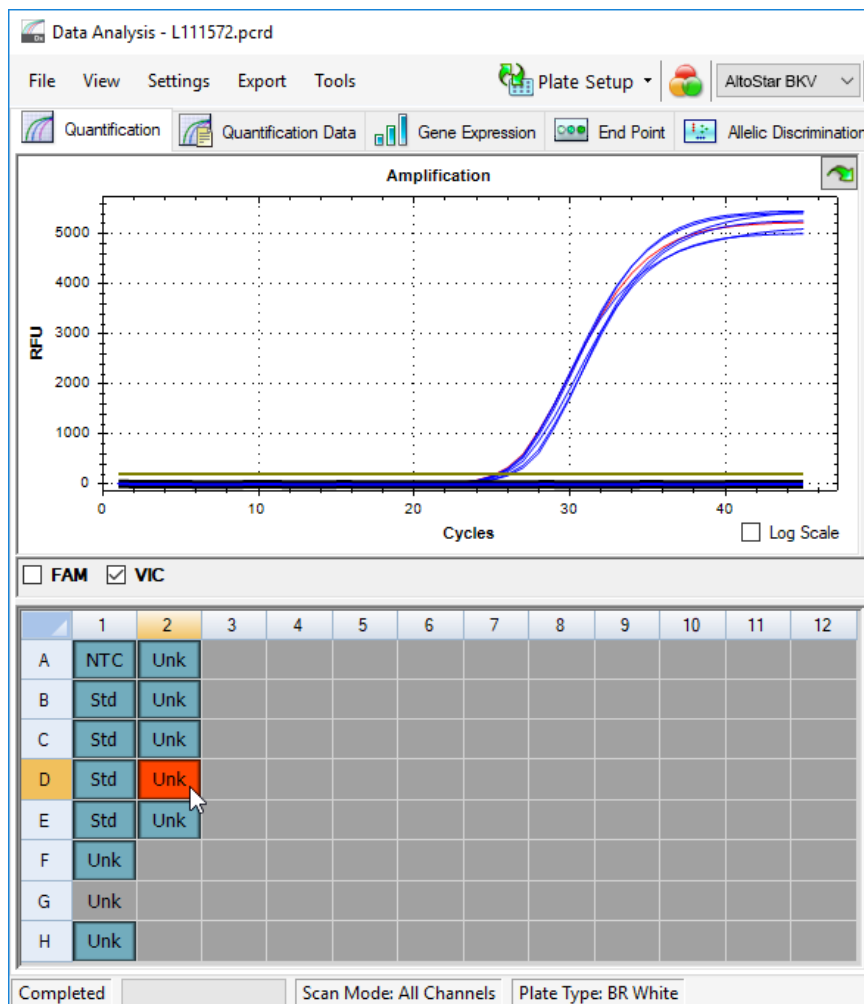 Data Analysis - L111572.pcrd
File View Settings Export Tools Plate Setup AltoStar BKV
Quantification Quantification Data Gene Expression End Point Allelic Discrimination
Amplification
5000
4000
3000
2000
1000
0
RFU
0 10 20 30 40
Cycles
Log Scale
FAM VIC
1 2 3 4 5 6 7 8 9 10 11 12
A NTC Unk
B Std Unk
C Std Unk
D Std Unk
E Std Unk
F Unk
G Unk
H Unk
Completed Scan Mode: All Channels Plate Type: BR White